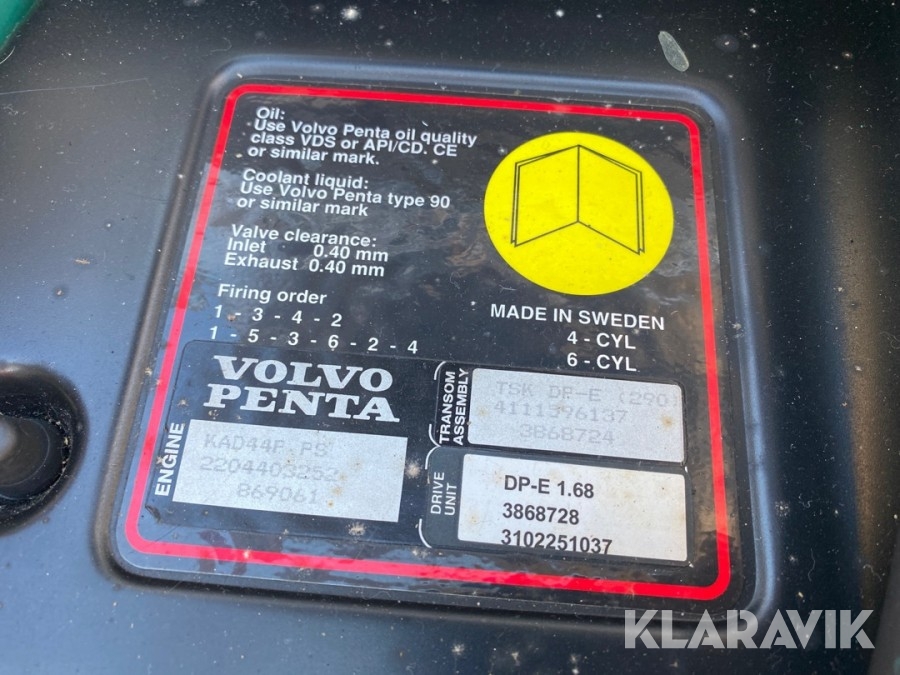 Oil:
Use Volvo Penta oil quality
class VDS or API/CD. CE
or similar mark.
Coolant liquid:
Use Volvo Penta type 90
or similar mark
Valve clearance:
Inlet 0.40 mm
Exhaust 0.40 mm
Firing order
1 - 3 - 4 - 2
1 - 5 - 3 - 6 - 2 - 4
MADE IN SWEDEN
4 - CYL
6 - CYL
VOLVO
PENTA
ENGINE
KAD44P PS
2204403252
869061
TRANSOM
ASSEMBLY
TSK DP-E (290)
4111396137
3868724
DRIVE
UNIT
DP-E 1.68
3868728
3102251037
KLARAVIK